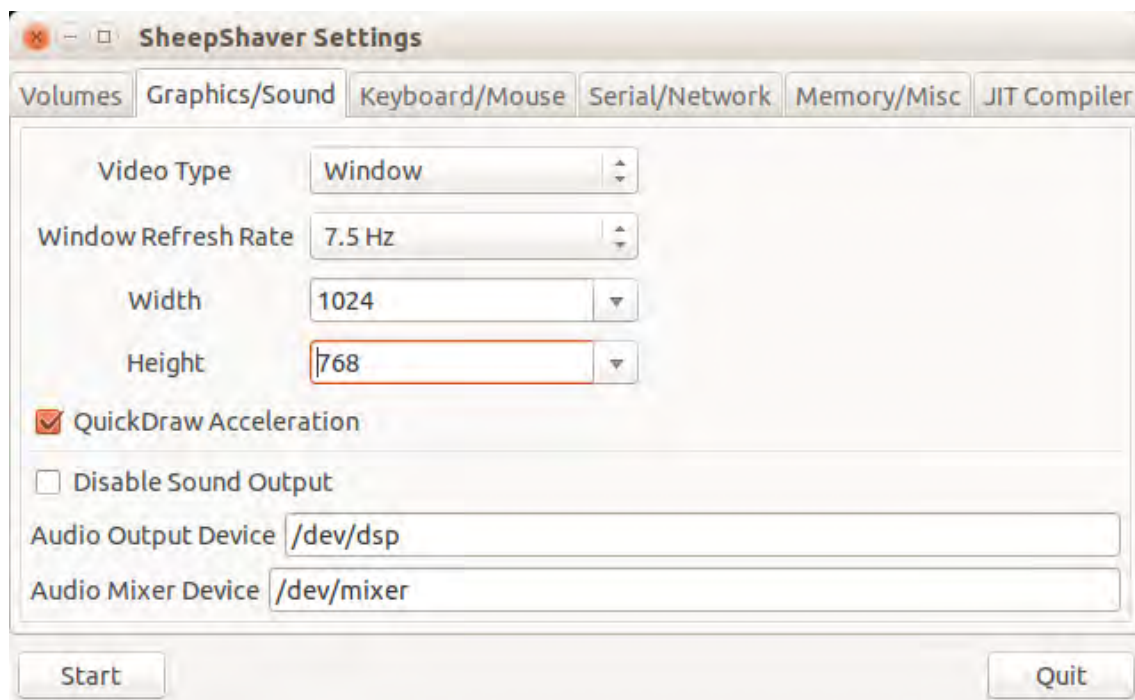 SheepShaver Settings
Volumes Graphics/Sound Keyboard/Mouse Serial/Network Memory/Misc JIT Compiler
Video Type Window
Window Refresh Rate 7.5 Hz
Width 1024
Height 768
QuickDraw Acceleration
Disable Sound Output
Audio Output Device /dev/dsp
Audio Mixer Device /dev/mixer
Start Quit